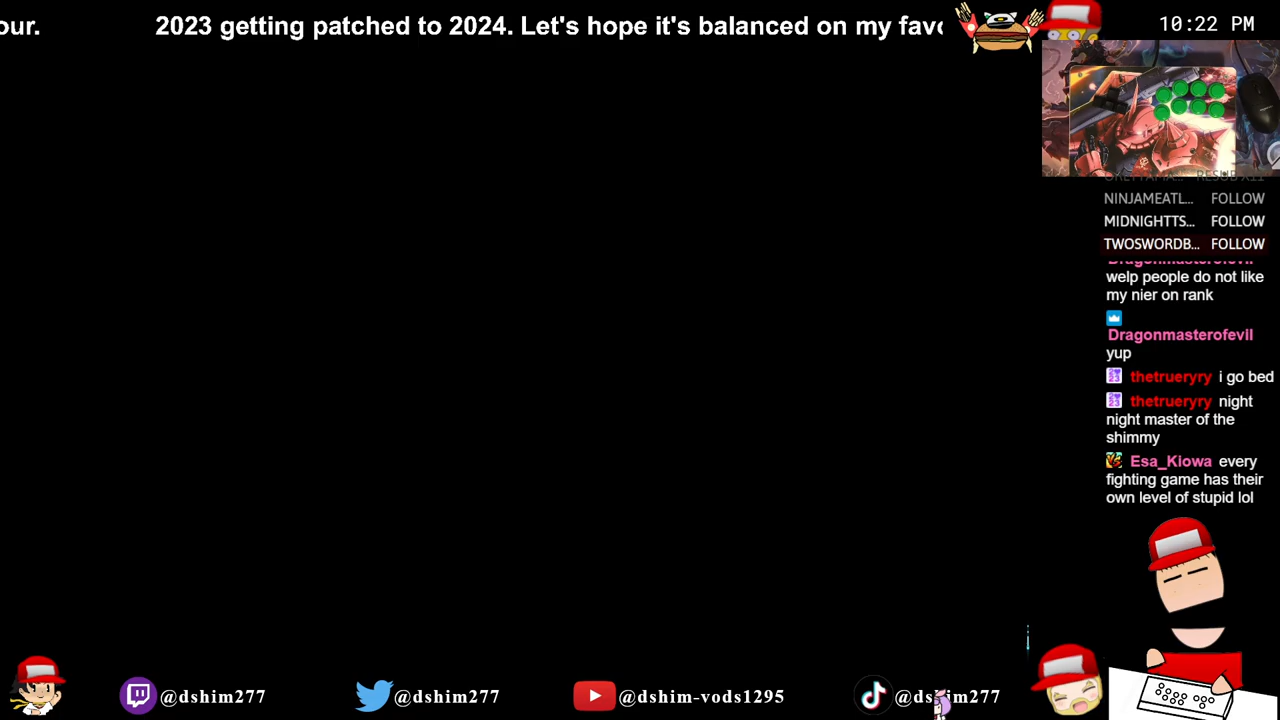 our. 2023 getting patched to 2024. Let's hope it's balanced on my favo
10:22 PM
NINJAMEATL... FOLLOW
MIDNIGHTTS... FOLLOW
TWOSWORDB... FOLLOW
Dragonmasterofevil
welp people do not like
my nier on rank
Dragonmasterofevil
yup
thetrueryry i go bed
thetrueryry night
night master of the
shimmy
Esa_Kiowa every
fighting game has their
own level of stupid lol
@dshim277 @dshim277 @dshim-vods1295 @dshim277